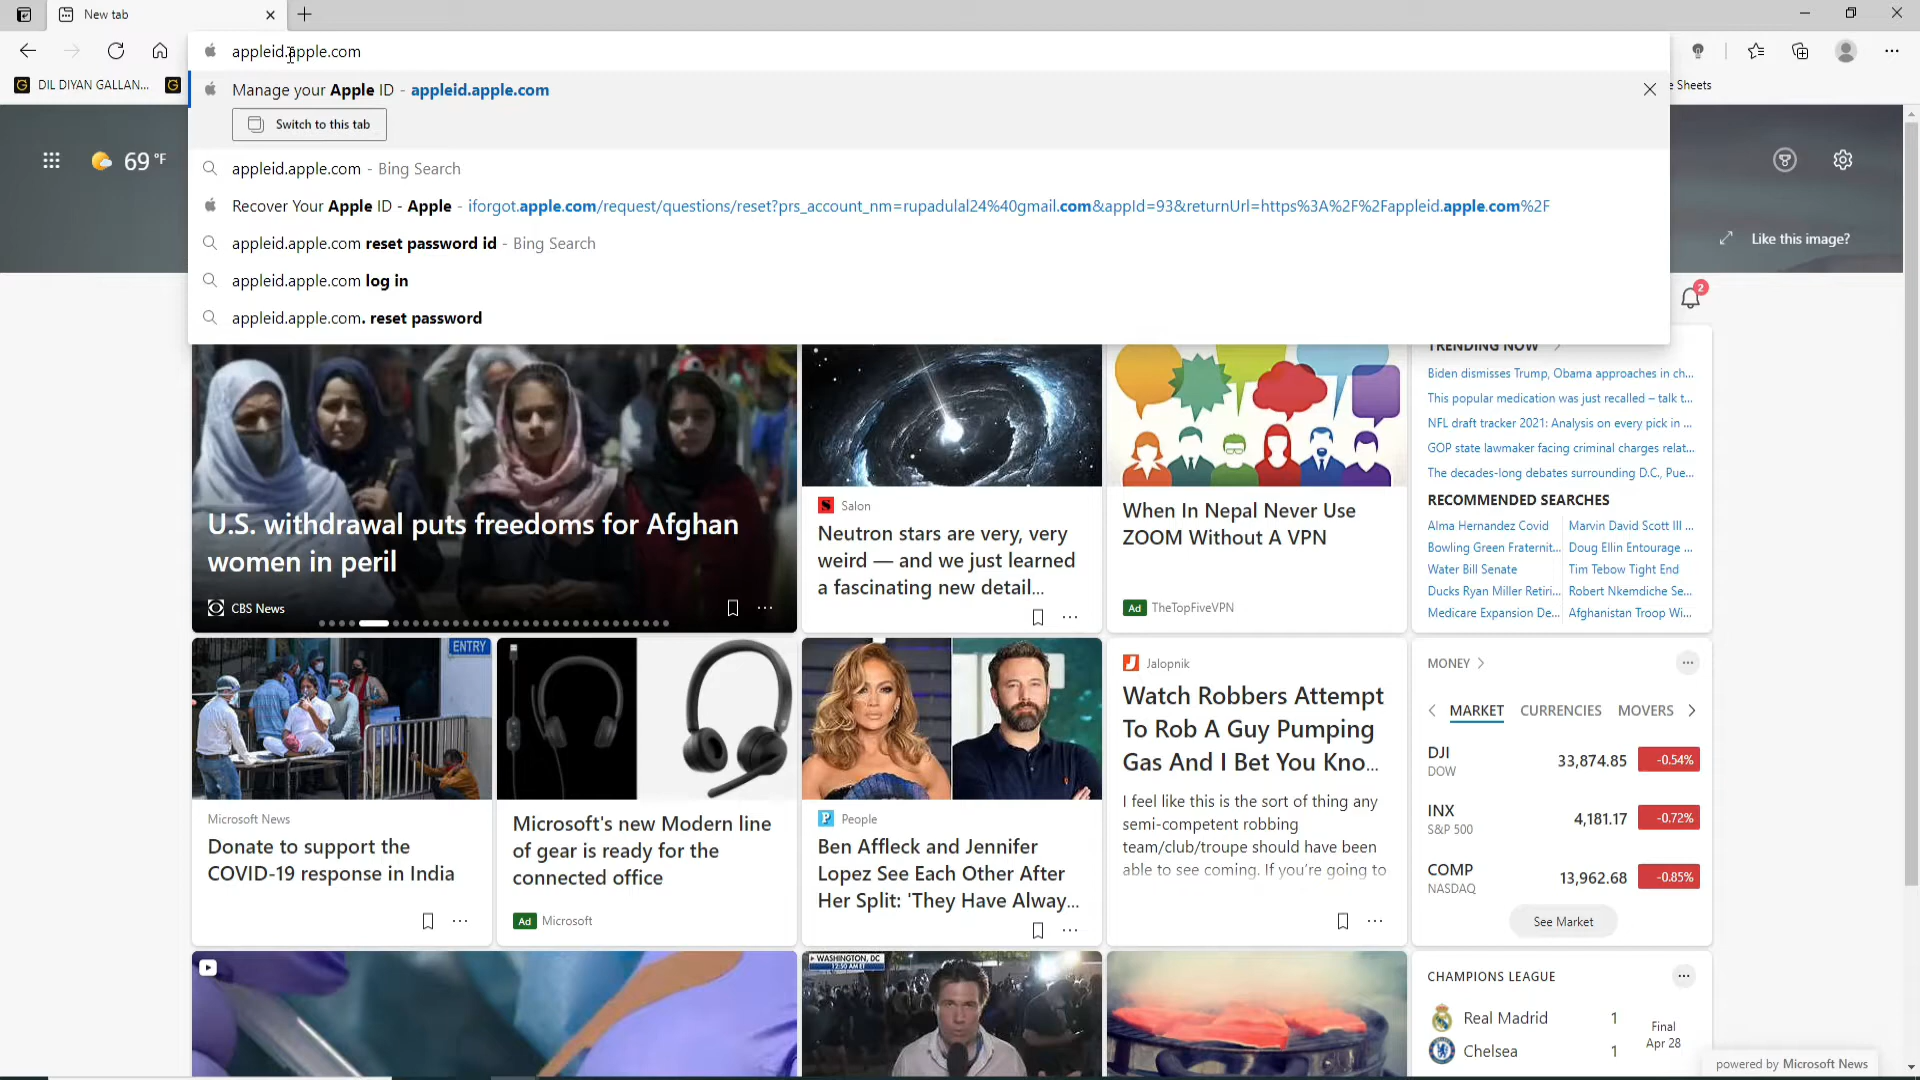 New tab
appleid.apple.com
DIL DIYAN GALLAN...
e Sheets
Manage your Apple ID - appleid.apple.com
Switch to this tab
appleid.apple.com - Bing Search
Recover Your Apple ID - Apple - iforgot.apple.com/request/questions/reset?prs_account_nm=rupadulal24%40gmail.com&appId=93&returnUrl=https%3A%2F%2Fappleid.apple.com%2F
appleid.apple.com reset password id - Bing Search
appleid.apple.com log in
appleid.apple.com. reset password
69 °F
Like this image?
2
U.S. withdrawal puts freedoms for Afghan
women in peril
CBS News
Salon
Neutron stars are very, very
weird — and we just learned
a fascinating new detail...
When In Nepal Never Use
ZOOM Without A VPN
Ad TheTopFiveVPN
TRENDING NOW
Biden dismisses Trump, Obama approaches in ch...
This popular medication was just recalled – talk t...
NFL draft tracker 2021: Analysis on every pick in ...
GOP state lawmaker facing criminal charges relat...
The decades-long debates surrounding D.C., Pue...
RECOMMENDED SEARCHES
Alma Hernandez Covid
Marvin David Scott III ...
Bowling Green Fraternit...
Doug Ellin Entourage ...
Water Bill Senate
Tim Tebow Tight End
Ducks Ryan Miller Retiri...
Robert Nkemdiche Se...
Medicare Expansion De...
Afghanistan Troop Wi...
ENTRY
Microsoft News
Donate to support the
COVID-19 response in India
Microsoft's new Modern line
of gear is ready for the
connected office
Ad Microsoft
People
Ben Affleck and Jennifer
Lopez See Each Other After
Her Split: 'They Have Alway...
Jalopnik
Watch Robbers Attempt
To Rob A Guy Pumping
Gas And I Bet You Kno...
I feel like this is the sort of thing any
semi-competent robbing
team/club/troupe should have been
able to see coming. If you're going to
MONEY
MARKET CURRENCIES MOVERS
DJI
DOW
33,874.85
-0.54%
INX
S&P 500
4,181.17
-0.72%
COMP
NASDAQ
13,962.68
-0.85%
See Market
WASHINGTON, DC
12:50 AM ET
CHAMPIONS LEAGUE
Real Madrid 1
Chelsea 1
Final
Apr 28
powered by Microsoft News